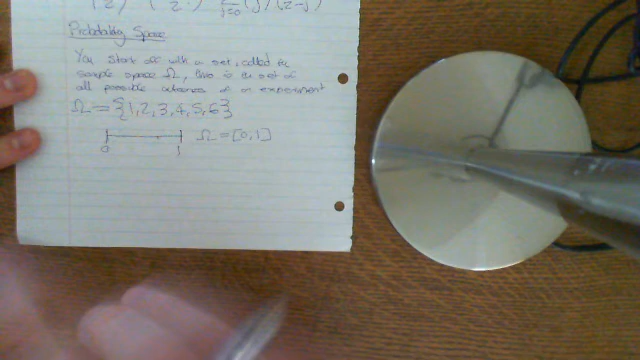 Probability Space
You start off with a set, called the
sample space Ω, this is the set of
all possible outcomes of an experiment
Ω = {1,2,3,4,5,6}
0 1 Ω = [0,1]